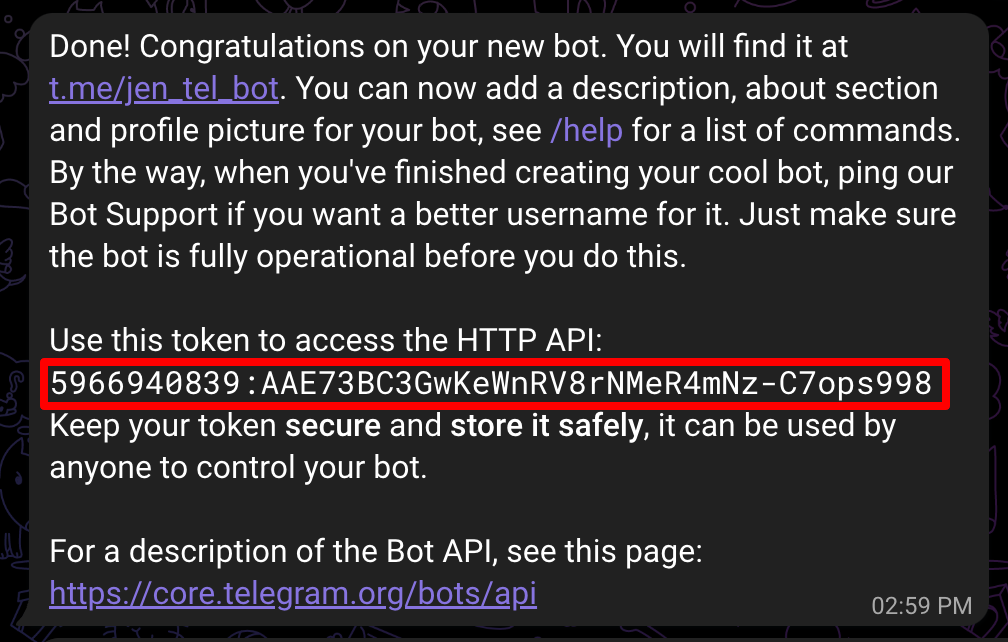 Done! Congratulations on your new bot. You will find it at
t.me/jen_tel_bot. You can now add a description, about section
and profile picture for your bot, see /help for a list of commands.
By the way, when you've finished creating your cool bot, ping our
Bot Support if you want a better username for it. Just make sure
the bot is fully operational before you do this.

Use this token to access the HTTP API:
5966940839:AAE73BC3GwKeWnRV8rNMeR4mNz-C7ops998
Keep your token secure and store it safely, it can be used by
anyone to control your bot.

For a description of the Bot API, see this page:
https://core.telegram.org/bots/api
02:59 PM